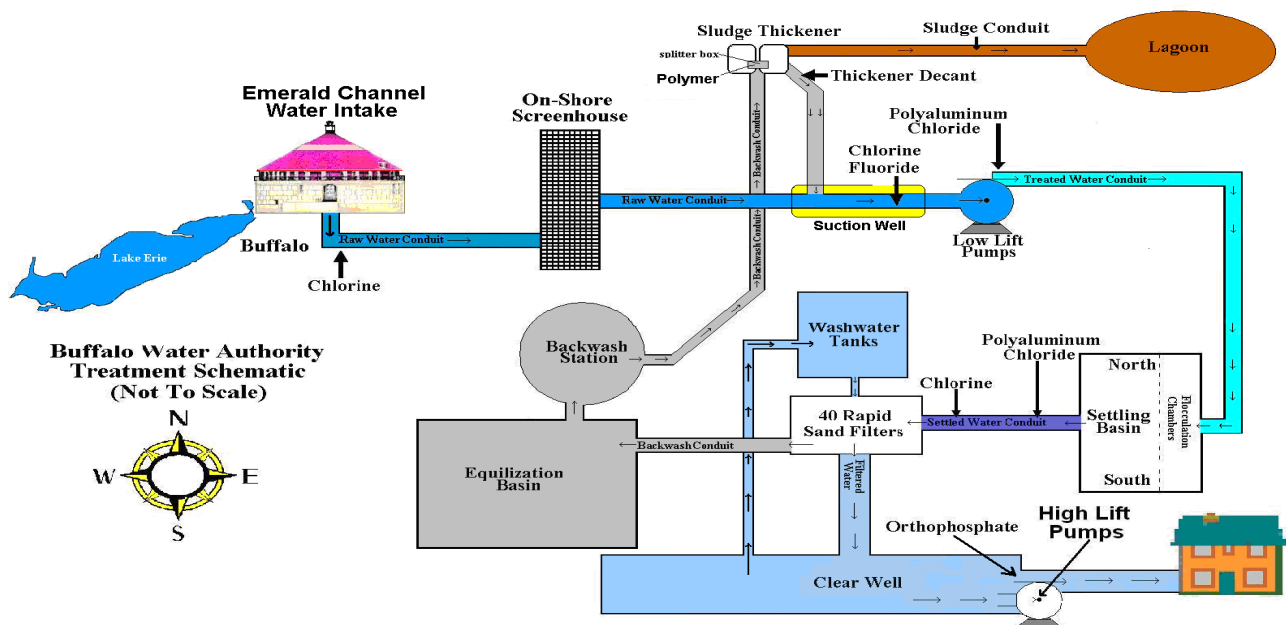 Sludge Thickener
splitter box
Polymer
Sludge Conduit
Lagoon
Thickener Decant
Emerald Channel
Water Intake
On-Shore
Screenhouse
Polyaluminum
Chloride
Chlorine
Fluoride
Backwash Conduit
Backwash Conduit
Backwash Conduit
Raw Water Conduit
Treated Water Conduit
Suction Well
Low Lift
Pumps
Buffalo
Raw Water Conduit
Lake Erie
Chlorine
Buffalo Water Authority
Treatment Schematic
(Not To Scale)
N
W
E
S
Backwash
Station
Washwater
Tanks
Polyaluminum
Chloride
Chlorine
North
Settling
Basin
South
Flocculation
Chambers
40 Rapid
Sand Filters
Settled Water Conduit
Backwash Conduit
Equilization
Basin
Filtered
Water
Orthophosphate
High Lift
Pumps
Clear Well